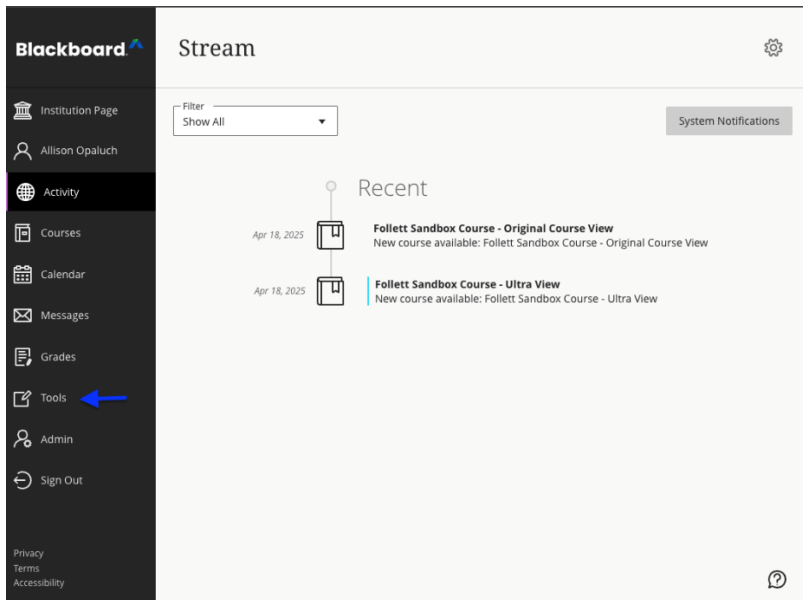 Blackboard
Institution Page
Allison Opaluch
Activity
Courses
Calendar
Messages
Grades
Tools
Admin
Sign Out
Privacy
Terms
Accessibility
Stream
Filter
Show All
System Notifications
Recent
Apr 18, 2025
Follett Sandbox Course - Original Course View
New course available: Follett Sandbox Course - Original Course View
Apr 18, 2025
Follett Sandbox Course - Ultra View
New course available: Follett Sandbox Course - Ultra View